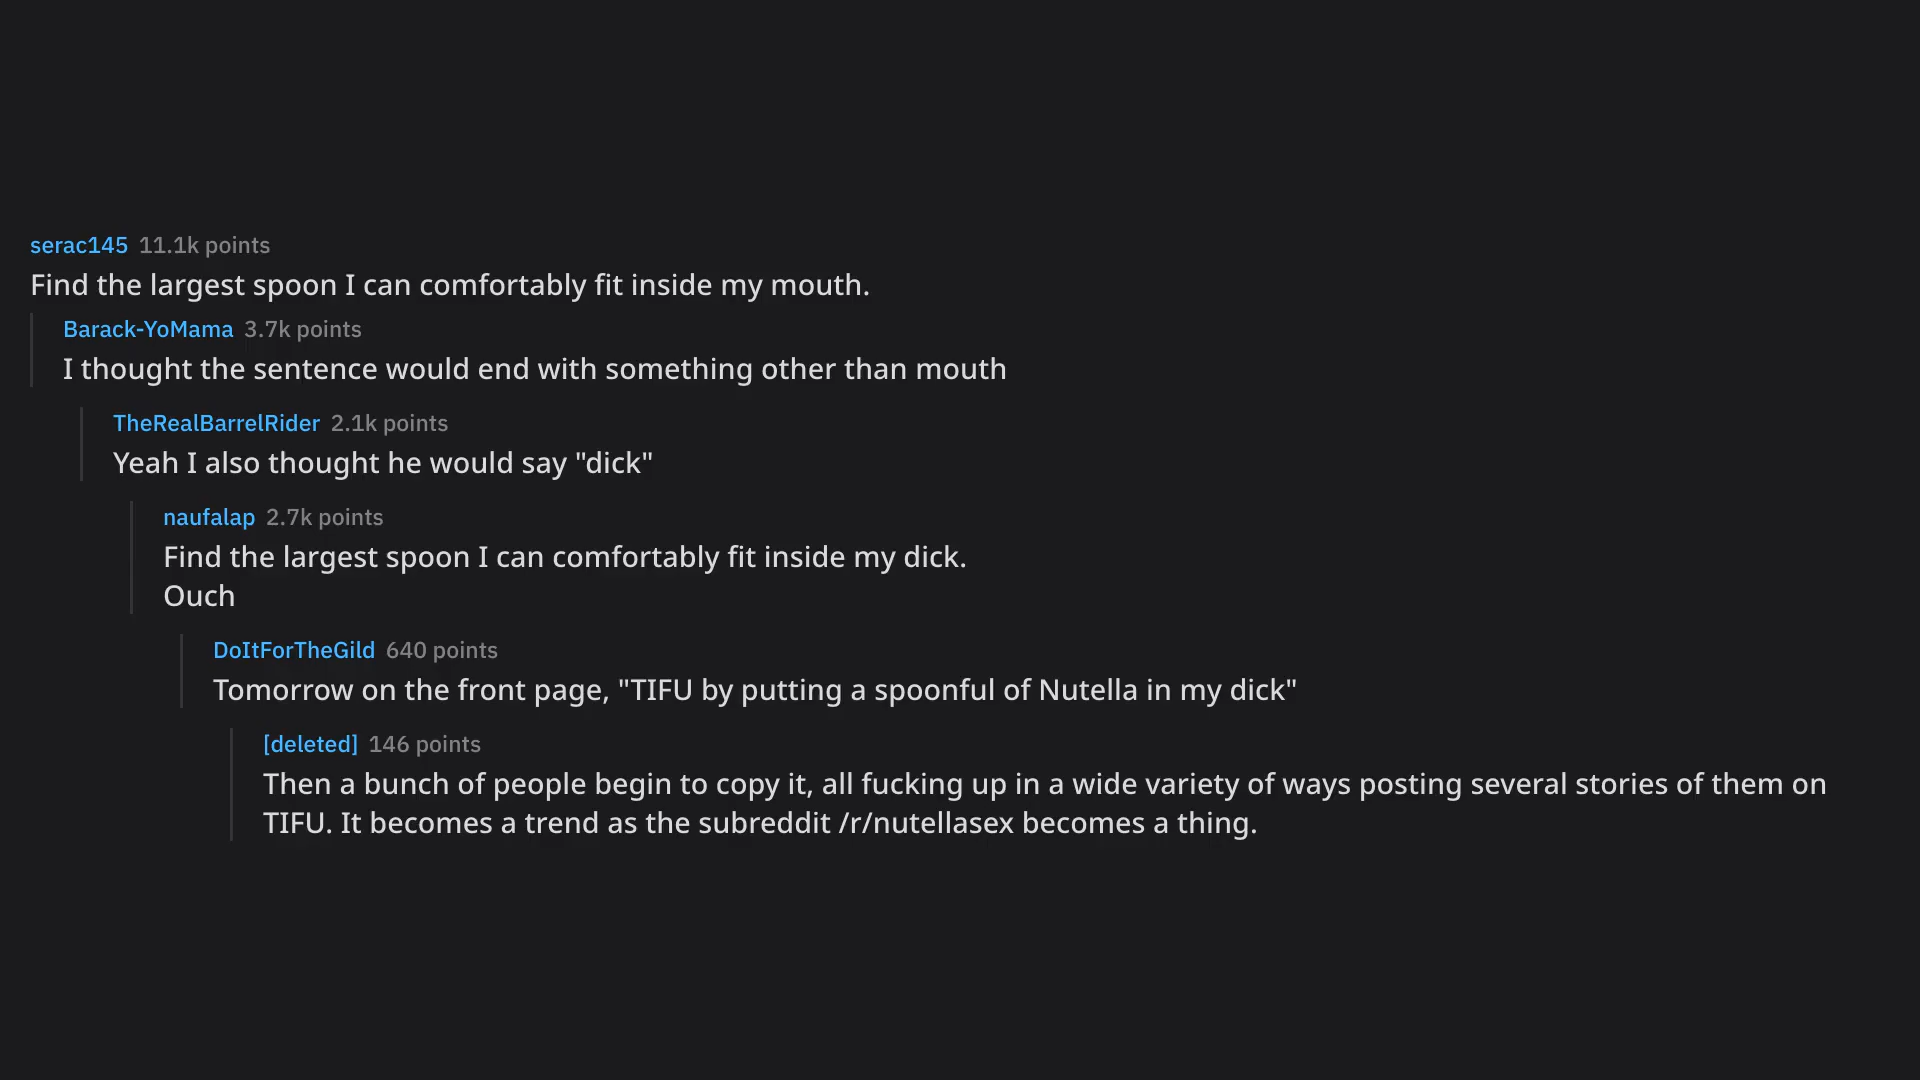 serac145 11.1k points
Find the largest spoon I can comfortably fit inside my mouth.
Barack-YoMama 3.7k points
I thought the sentence would end with something other than mouth
TheRealBarrelRider 2.1k points
Yeah I also thought he would say "dick"
naufalap 2.7k points
Find the largest spoon I can comfortably fit inside my dick.
Ouch
DoItForTheGild 640 points
Tomorrow on the front page, "TIFU by putting a spoonful of Nutella in my dick"
[deleted] 146 points
Then a bunch of people begin to copy it, all fucking up in a wide variety of ways posting several stories of them on
TIFU. It becomes a trend as the subreddit /r/nutellasex becomes a thing.